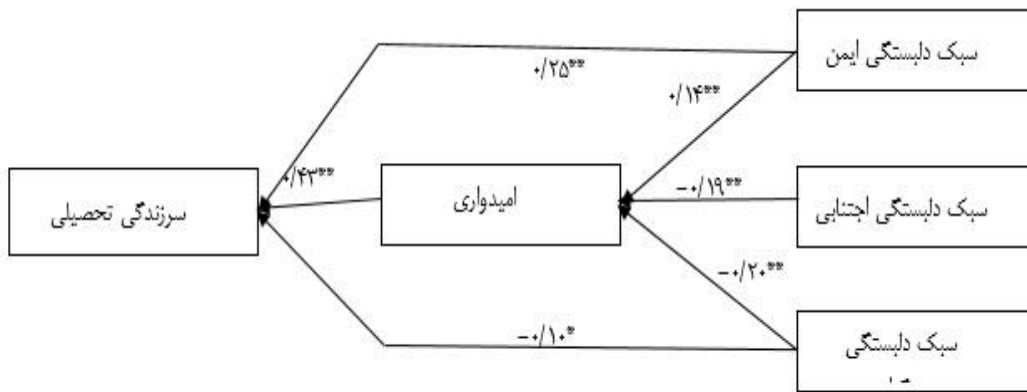 سبک دلبستگی ایمن
۰/۲۵**
۰/۱۴**
۰/۴۳**
امیدواری
-۰/۱۹**
سبک دلبستگی اجتنابی
سرزندگی تحصیلی
-۰/۲۰**
-۰/۱۰*
سبک دلبستگی